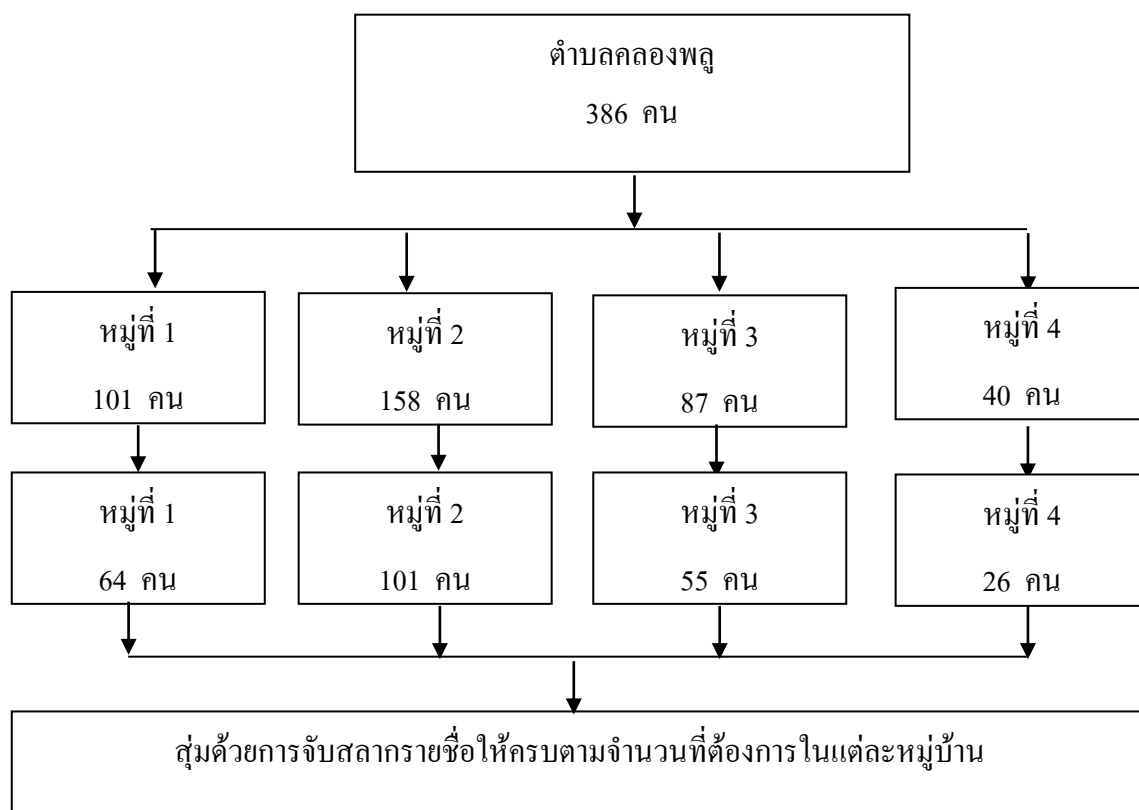 ตำบลคลองพลู
386 คน
หมู่ที่ 1
101 คน
หมู่ที่ 2
158 คน
หมู่ที่ 3
87 คน
หมู่ที่ 4
40 คน
หมู่ที่ 1
64 คน
หมู่ที่ 2
101 คน
หมู่ที่ 3
55 คน
หมู่ที่ 4
26 คน
สุ่มด้วยการจับสลากรายชื่อให้ครบตามจำนวนที่ต้องการในแต่ละหมู่บ้าน